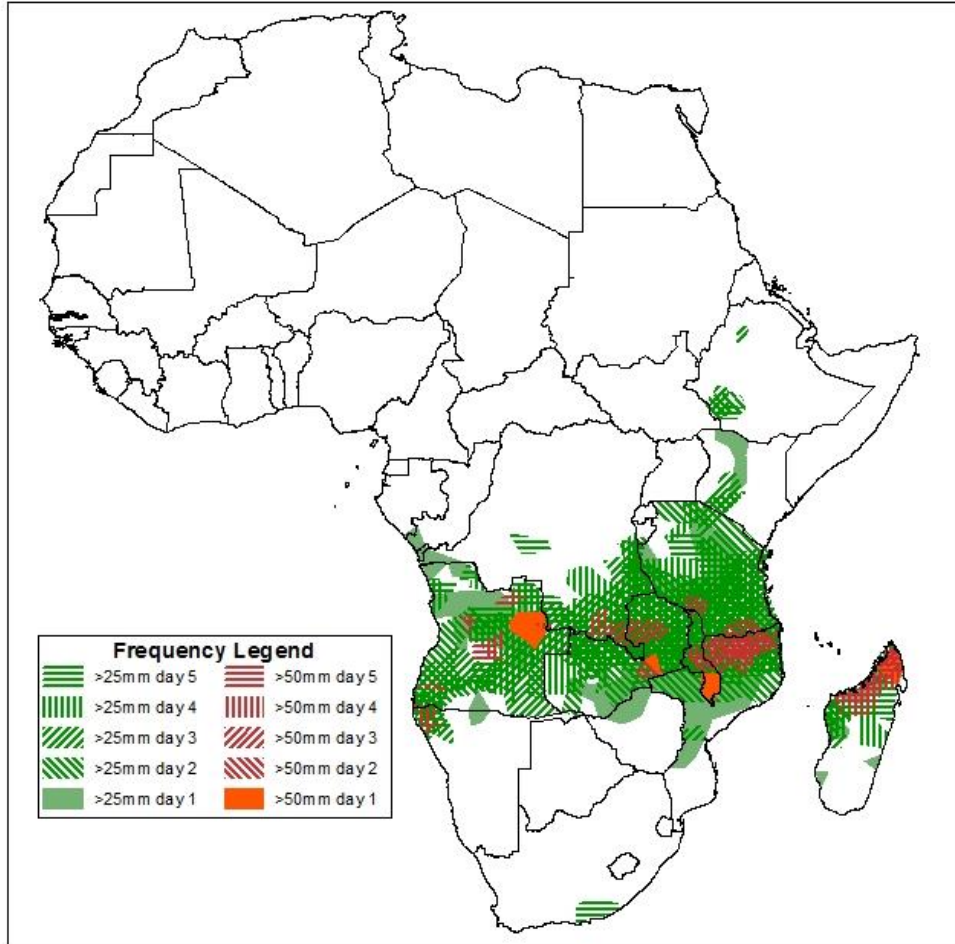 Frequency Legend
>25mm day 5 >50mm day 5
>25mm day 4 >50mm day 4
>25mm day 3 >50mm day 3
>25mm day 2 >50mm day 2
>25mm day 1 >50mm day 1